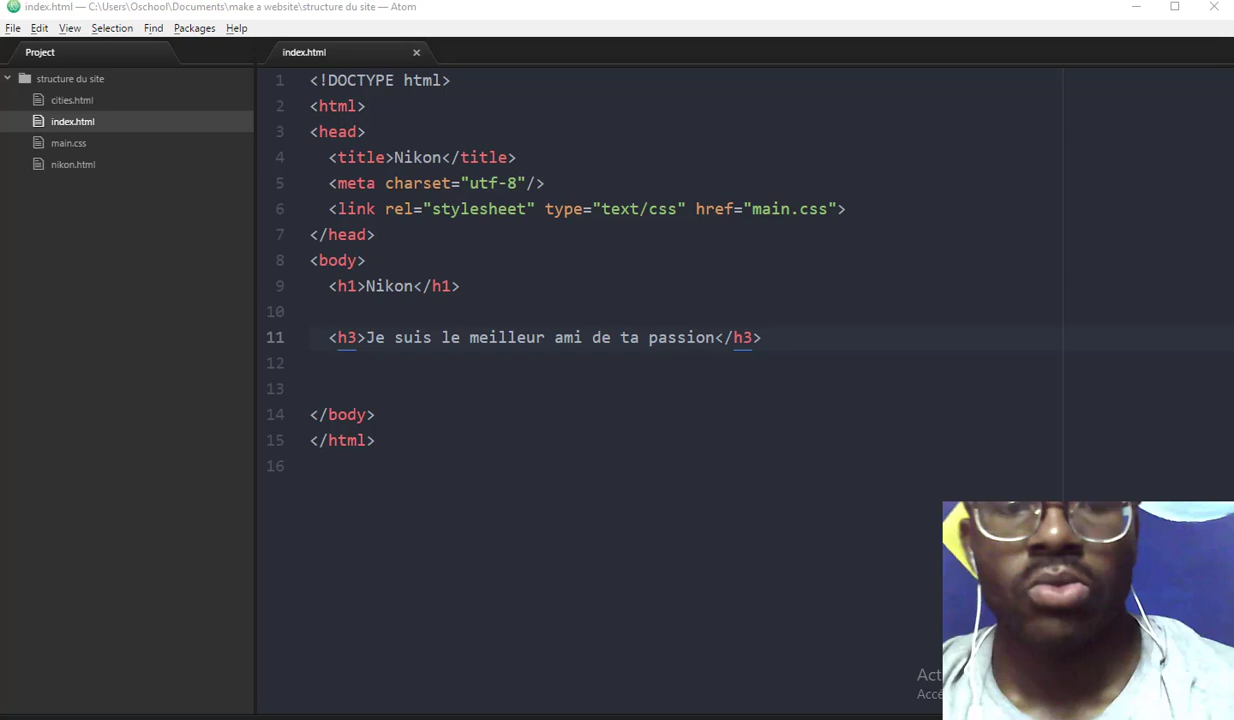 index.html — C:\Users\Oschool\Documents\make a website\structure du site — Atom
File Edit View Selection Find Packages Help
Project
index.html
structure du site
cities.html
index.html
main.css
nikon.html
1 <!DOCTYPE html>
2 <html>
3 <head>
4 <title>Nikon</title>
5 <meta charset="utf-8"/>
6 <link rel="stylesheet" type="text/css" href="main.css">
7 </head>
8 <body>
9 <h1>Nikon</h1>
10
11 <h3>Je suis le meilleur ami de ta passion</h3>
12
13
14 </body>
15 </html>
16
Act
Accé